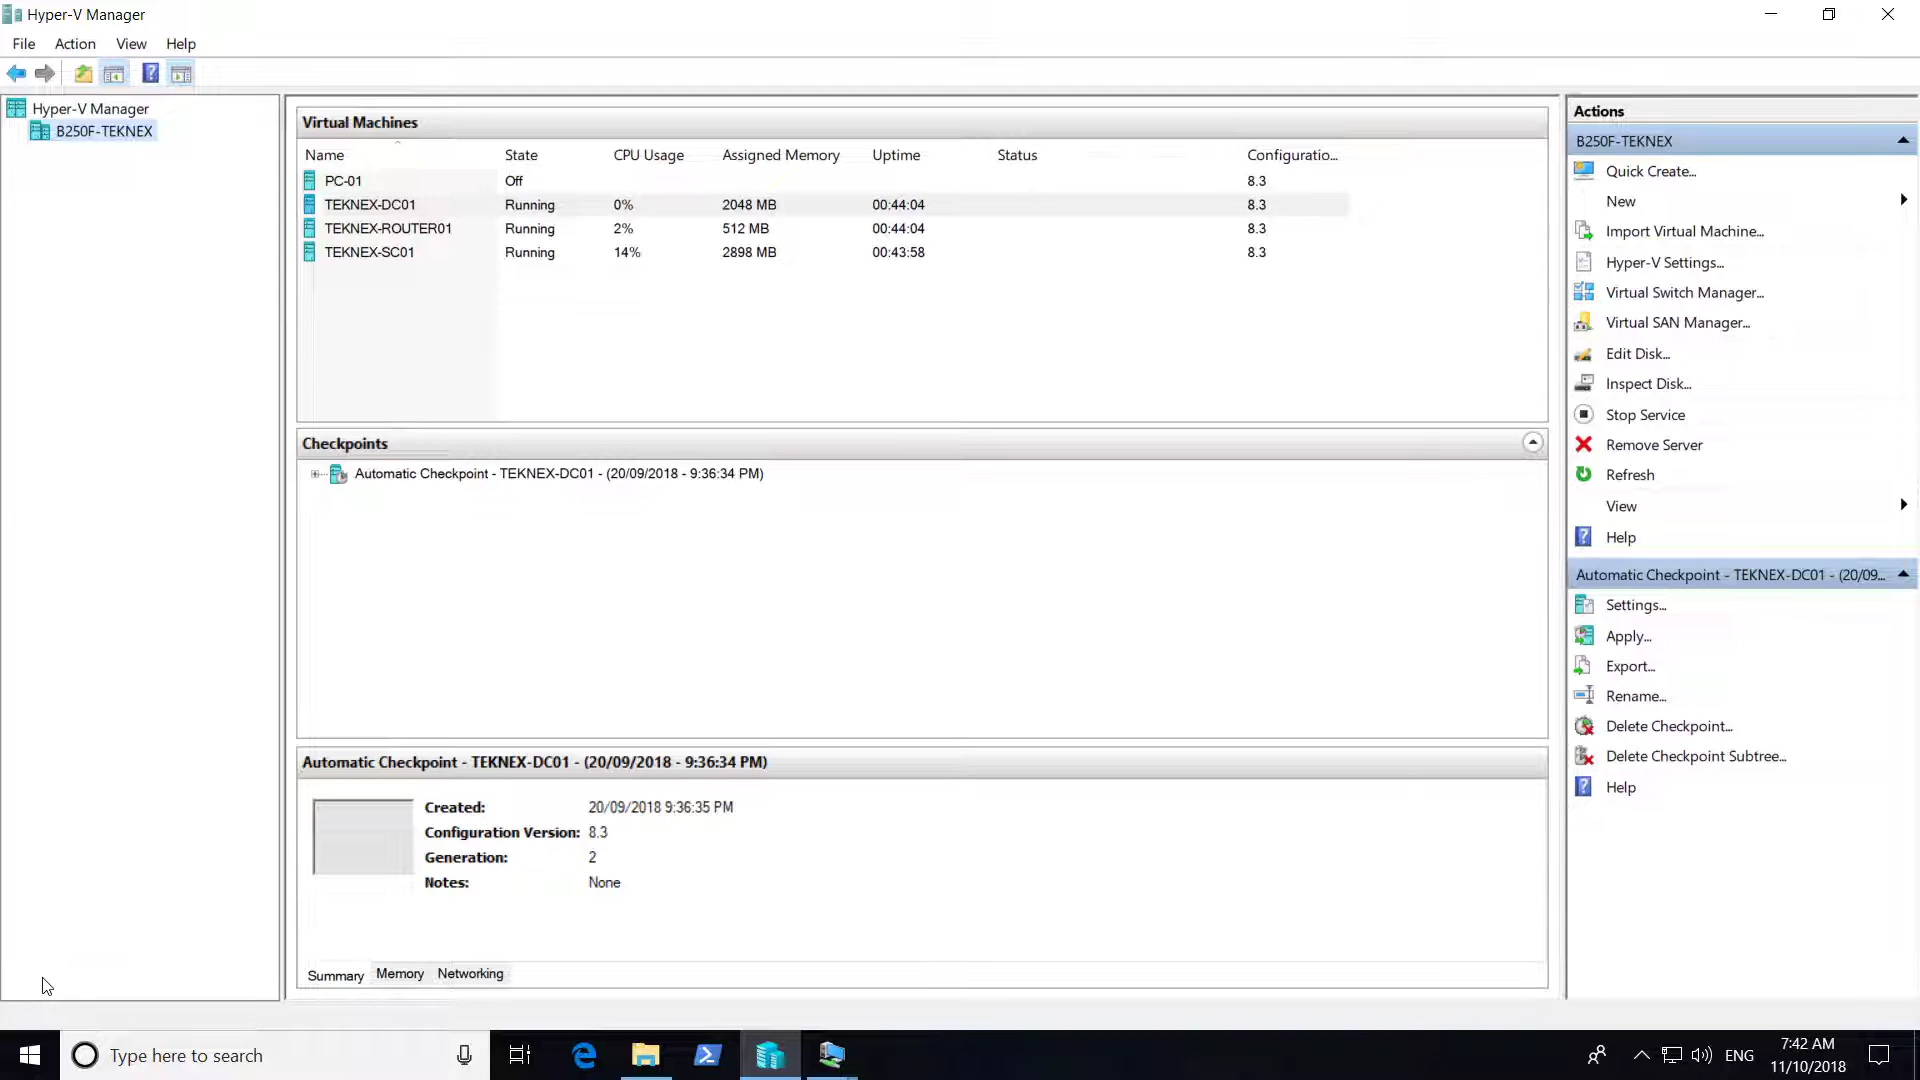 Hyper-V Manager
File Action View Help
Hyper-V Manager
B250F-TEKNEX
Virtual Machines
Name State CPU Usage Assigned Memory Uptime Status Configuratio...
PC-01 Off 8.3
TEKNEX-DC01 Running 0% 2048 MB 00:44:04 8.3
TEKNEX-ROUTER01 Running 2% 512 MB 00:44:04 8.3
TEKNEX-SC01 Running 14% 2898 MB 00:43:58 8.3
Checkpoints
Automatic Checkpoint - TEKNEX-DC01 - (20/09/2018 - 9:36:34 PM)
Automatic Checkpoint - TEKNEX-DC01 - (20/09/2018 - 9:36:34 PM)
Created: 20/09/2018 9:36:35 PM
Configuration Version: 8.3
Generation: 2
Notes: None
Summary Memory Networking
Actions
B250F-TEKNEX
Quick Create...
New
Import Virtual Machine...
Hyper-V Settings...
Virtual Switch Manager...
Virtual SAN Manager...
Edit Disk...
Inspect Disk...
Stop Service
Remove Server
Refresh
View
Help
Automatic Checkpoint - TEKNEX-DC01 - (20/09...
Settings...
Apply...
Export...
Rename...
Delete Checkpoint...
Delete Checkpoint Subtree...
Help
Type here to search
ENG
7:42 AM
11/10/2018